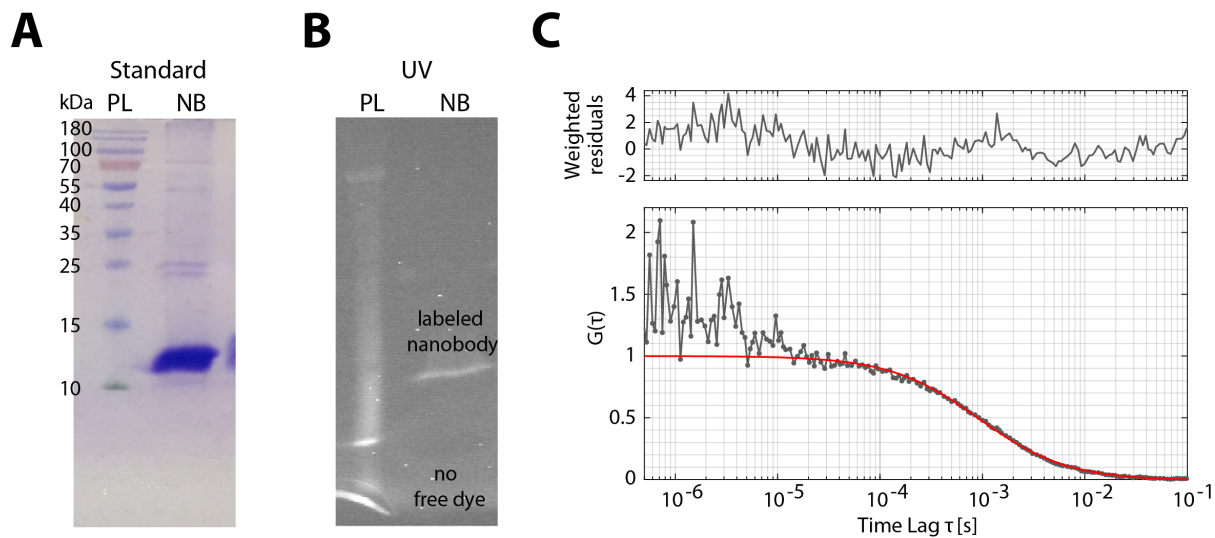 A
Standard
kDa PL NB
180
100
70
55
40
35
25
15
10
B
UV
PL NB
labeled
nanobody
no
free dye
C
Weighted
residuals
4
2
0
-2
G(τ)
2
1.5
1
0.5
0
10⁻⁶ 10⁻⁵ 10⁻⁴ 10⁻³ 10⁻² 10⁻¹
Time Lag τ [s]